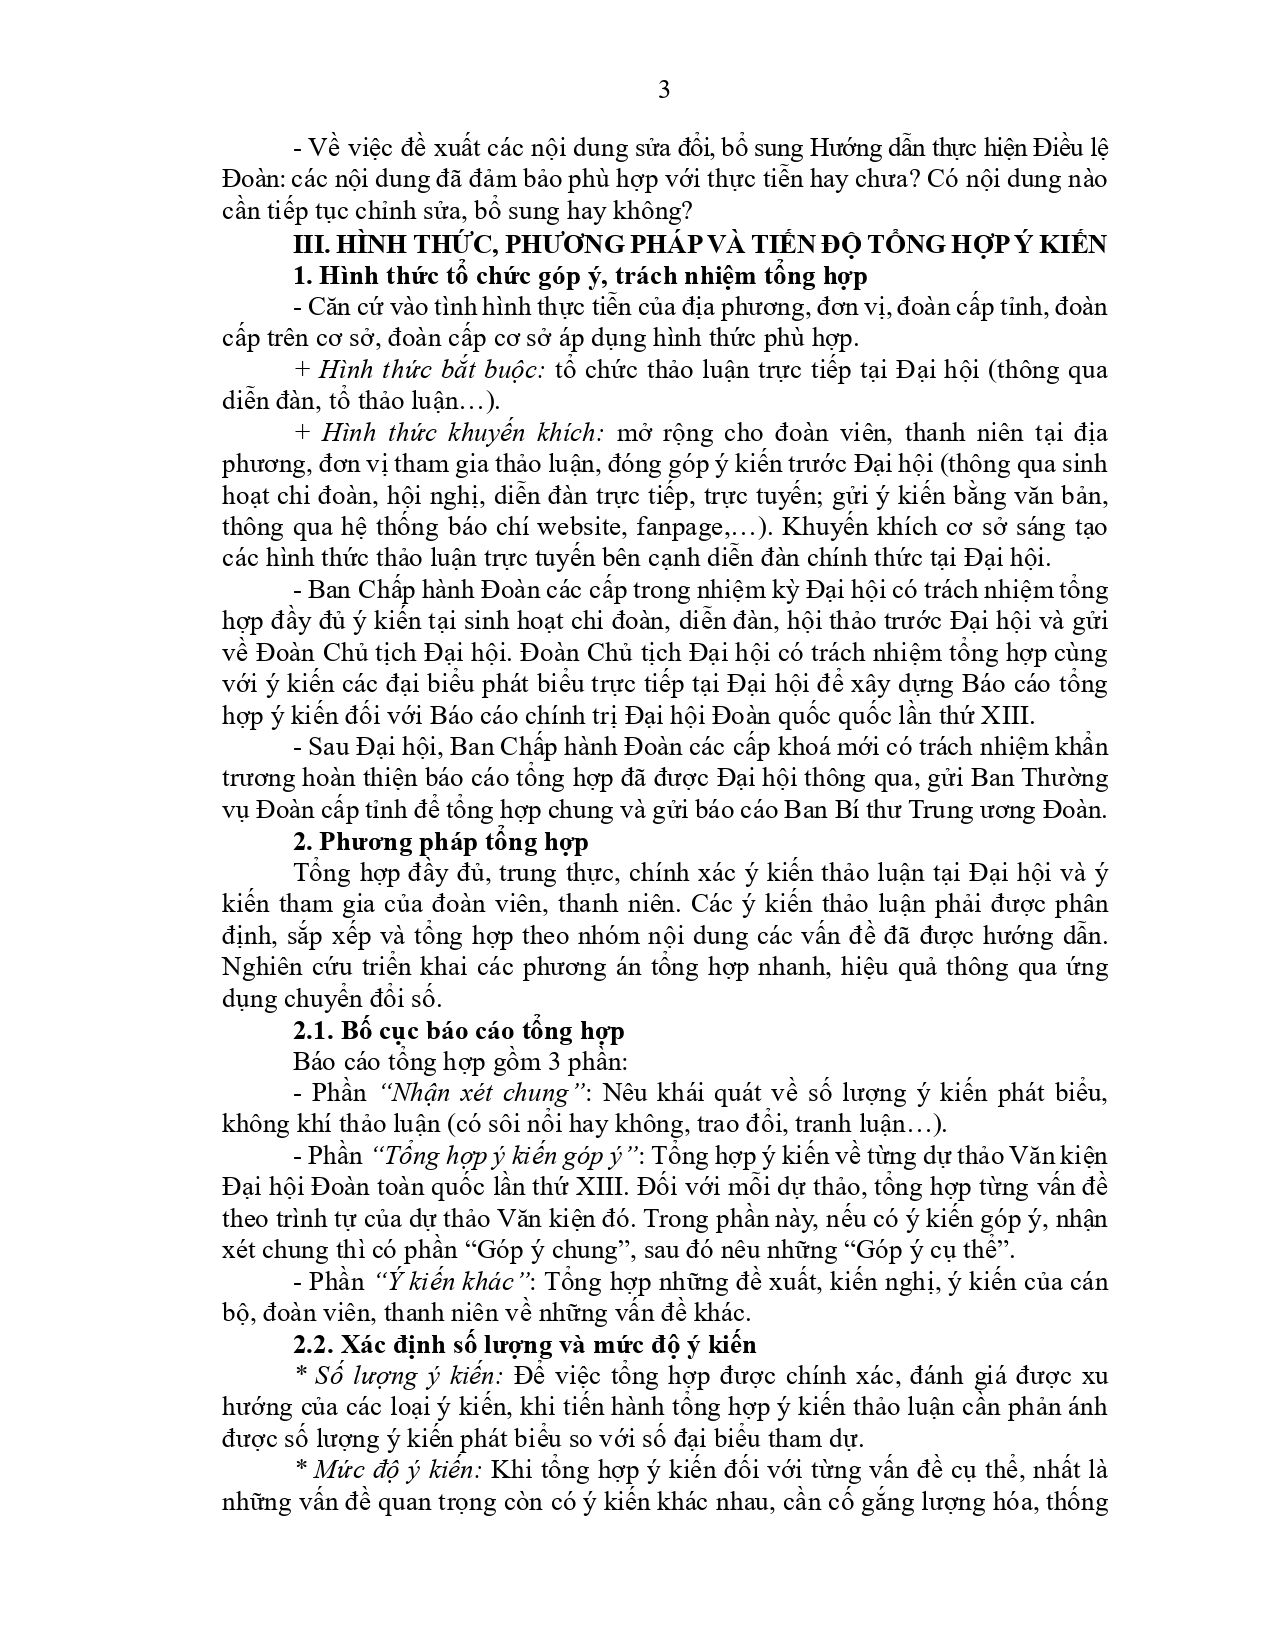 3
- Về việc đề xuất các nội dung sửa đổi, bổ sung Hướng dẫn thực hiện Điều lệ
Đoàn: các nội dung đã đảm bảo phù hợp với thực tiễn hay chưa? Có nội dung nào
cần tiếp tục chỉnh sửa, bổ sung hay không?
III. HÌNH THỨC, PHƯƠNG PHÁP VÀ TIẾN ĐỘ TỔNG HỢP Ý KIẾN
1. Hình thức tổ chức góp ý, trách nhiệm tổng hợp
- Căn cứ vào tình hình thực tiễn của địa phương, đơn vị, đoàn cấp tỉnh, đoàn
cấp trên cơ sở, đoàn cấp cơ sở áp dụng hình thức phù hợp.
+ Hình thức bắt buộc: tổ chức thảo luận trực tiếp tại Đại hội (thông qua
diễn đàn, tổ thảo luận…).
+ Hình thức khuyến khích: mở rộng cho đoàn viên, thanh niên tại địa
phương, đơn vị tham gia thảo luận, đóng góp ý kiến trước Đại hội (thông qua sinh
hoạt chi đoàn, hội nghị, diễn đàn trực tiếp, trực tuyến; gửi ý kiến bằng văn bản,
thông qua hệ thống báo chí website, fanpage,…). Khuyến khích cơ sở sáng tạo
các hình thức thảo luận trực tuyến bên cạnh diễn đàn chính thức tại Đại hội.
- Ban Chấp hành Đoàn các cấp trong nhiệm kỳ Đại hội có trách nhiệm tổng
hợp đầy đủ ý kiến tại sinh hoạt chi đoàn, diễn đàn, hội thảo trước Đại hội và gửi
về Đoàn Chủ tịch Đại hội. Đoàn Chủ tịch Đại hội có trách nhiệm tổng hợp cùng
với ý kiến các đại biểu phát biểu trực tiếp tại Đại hội để xây dựng Báo cáo tổng
hợp ý kiến đối với Báo cáo chính trị Đại hội Đoàn quốc quốc lần thứ XIII.
- Sau Đại hội, Ban Chấp hành Đoàn các cấp khoá mới có trách nhiệm khẩn
trương hoàn thiện báo cáo tổng hợp đã được Đại hội thông qua, gửi Ban Thường
vụ Đoàn cấp tỉnh để tổng hợp chung và gửi báo cáo Ban Bí thư Trung ương Đoàn.
2. Phương pháp tổng hợp
Tổng hợp đầy đủ, trung thực, chính xác ý kiến thảo luận tại Đại hội và ý
kiến tham gia của đoàn viên, thanh niên. Các ý kiến thảo luận phải được phân
định, sắp xếp và tổng hợp theo nhóm nội dung các vấn đề đã được hướng dẫn.
Nghiên cứu triển khai các phương án tổng hợp nhanh, hiệu quả thông qua ứng
dụng chuyển đổi số.
2.1. Bố cục báo cáo tổng hợp
Báo cáo tổng hợp gồm 3 phần:
- Phần “Nhận xét chung”: Nêu khái quát về số lượng ý kiến phát biểu,
không khí thảo luận (có sôi nổi hay không, trao đổi, tranh luận…).
- Phần “Tổng hợp ý kiến góp ý”: Tổng hợp ý kiến về từng dự thảo Văn kiện
Đại hội Đoàn toàn quốc lần thứ XIII. Đối với mỗi dự thảo, tổng hợp từng vấn đề
theo trình tự của dự thảo Văn kiện đó. Trong phần này, nếu có ý kiến góp ý, nhận
xét chung thì có phần “Góp ý chung”, sau đó nêu những “Góp ý cụ thể”.
- Phần “Ý kiến khác”: Tổng hợp những đề xuất, kiến nghị, ý kiến của cán
bộ, đoàn viên, thanh niên về những vấn đề khác.
2.2. Xác định số lượng và mức độ ý kiến
* Số lượng ý kiến: Để việc tổng hợp được chính xác, đánh giá được xu
hướng của các loại ý kiến, khi tiến hành tổng hợp ý kiến thảo luận cần phản ánh
được số lượng ý kiến phát biểu so với số đại biểu tham dự.
* Mức độ ý kiến: Khi tổng hợp ý kiến đối với từng vấn đề cụ thể, nhất là
những vấn đề quan trọng còn có ý kiến khác nhau, cần cố gắng lượng hóa, thống